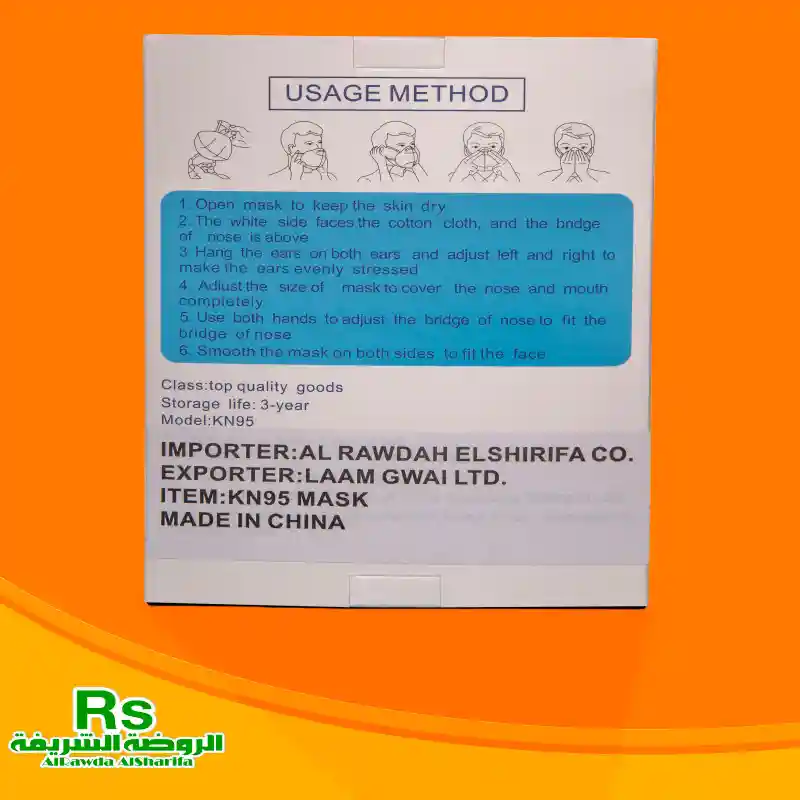 USAGE METHOD
1. Open mask to keep the skin dry
2. The white side faces the cotton cloth, and the bridge
of nose is above
3. Hang the ears on both ears and adjust left and right to
make the ears evenly stressed
4. Adjust the size of mask to cover the nose and mouth
completely
5. Use both hands to adjust the bridge of nose to fit the
bridge of nose
6. Smooth the mask on both sides to fit the face
Class:top quality goods
Storage life: 3-year
Model:KN95
IMPORTER:AL RAWDAH ELSHIRIFA CO.
EXPORTER:LAAM GWAI LTD.
ITEM:KN95 MASK
MADE IN CHINA
Rs
الروضة الشريفة
AlRawda AlSharifa